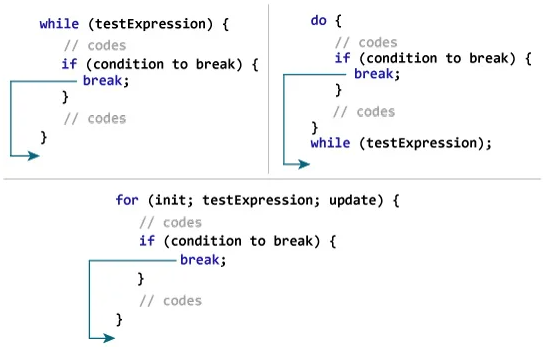 while (testExpression) {
// codes
if (condition to break) {
break;
}
// codes
}
do {
// codes
if (condition to break) {
break;
}
// codes
}
while (testExpression);
for (init; testExpression; update) {
// codes
if (condition to break) {
break;
}
// codes
}